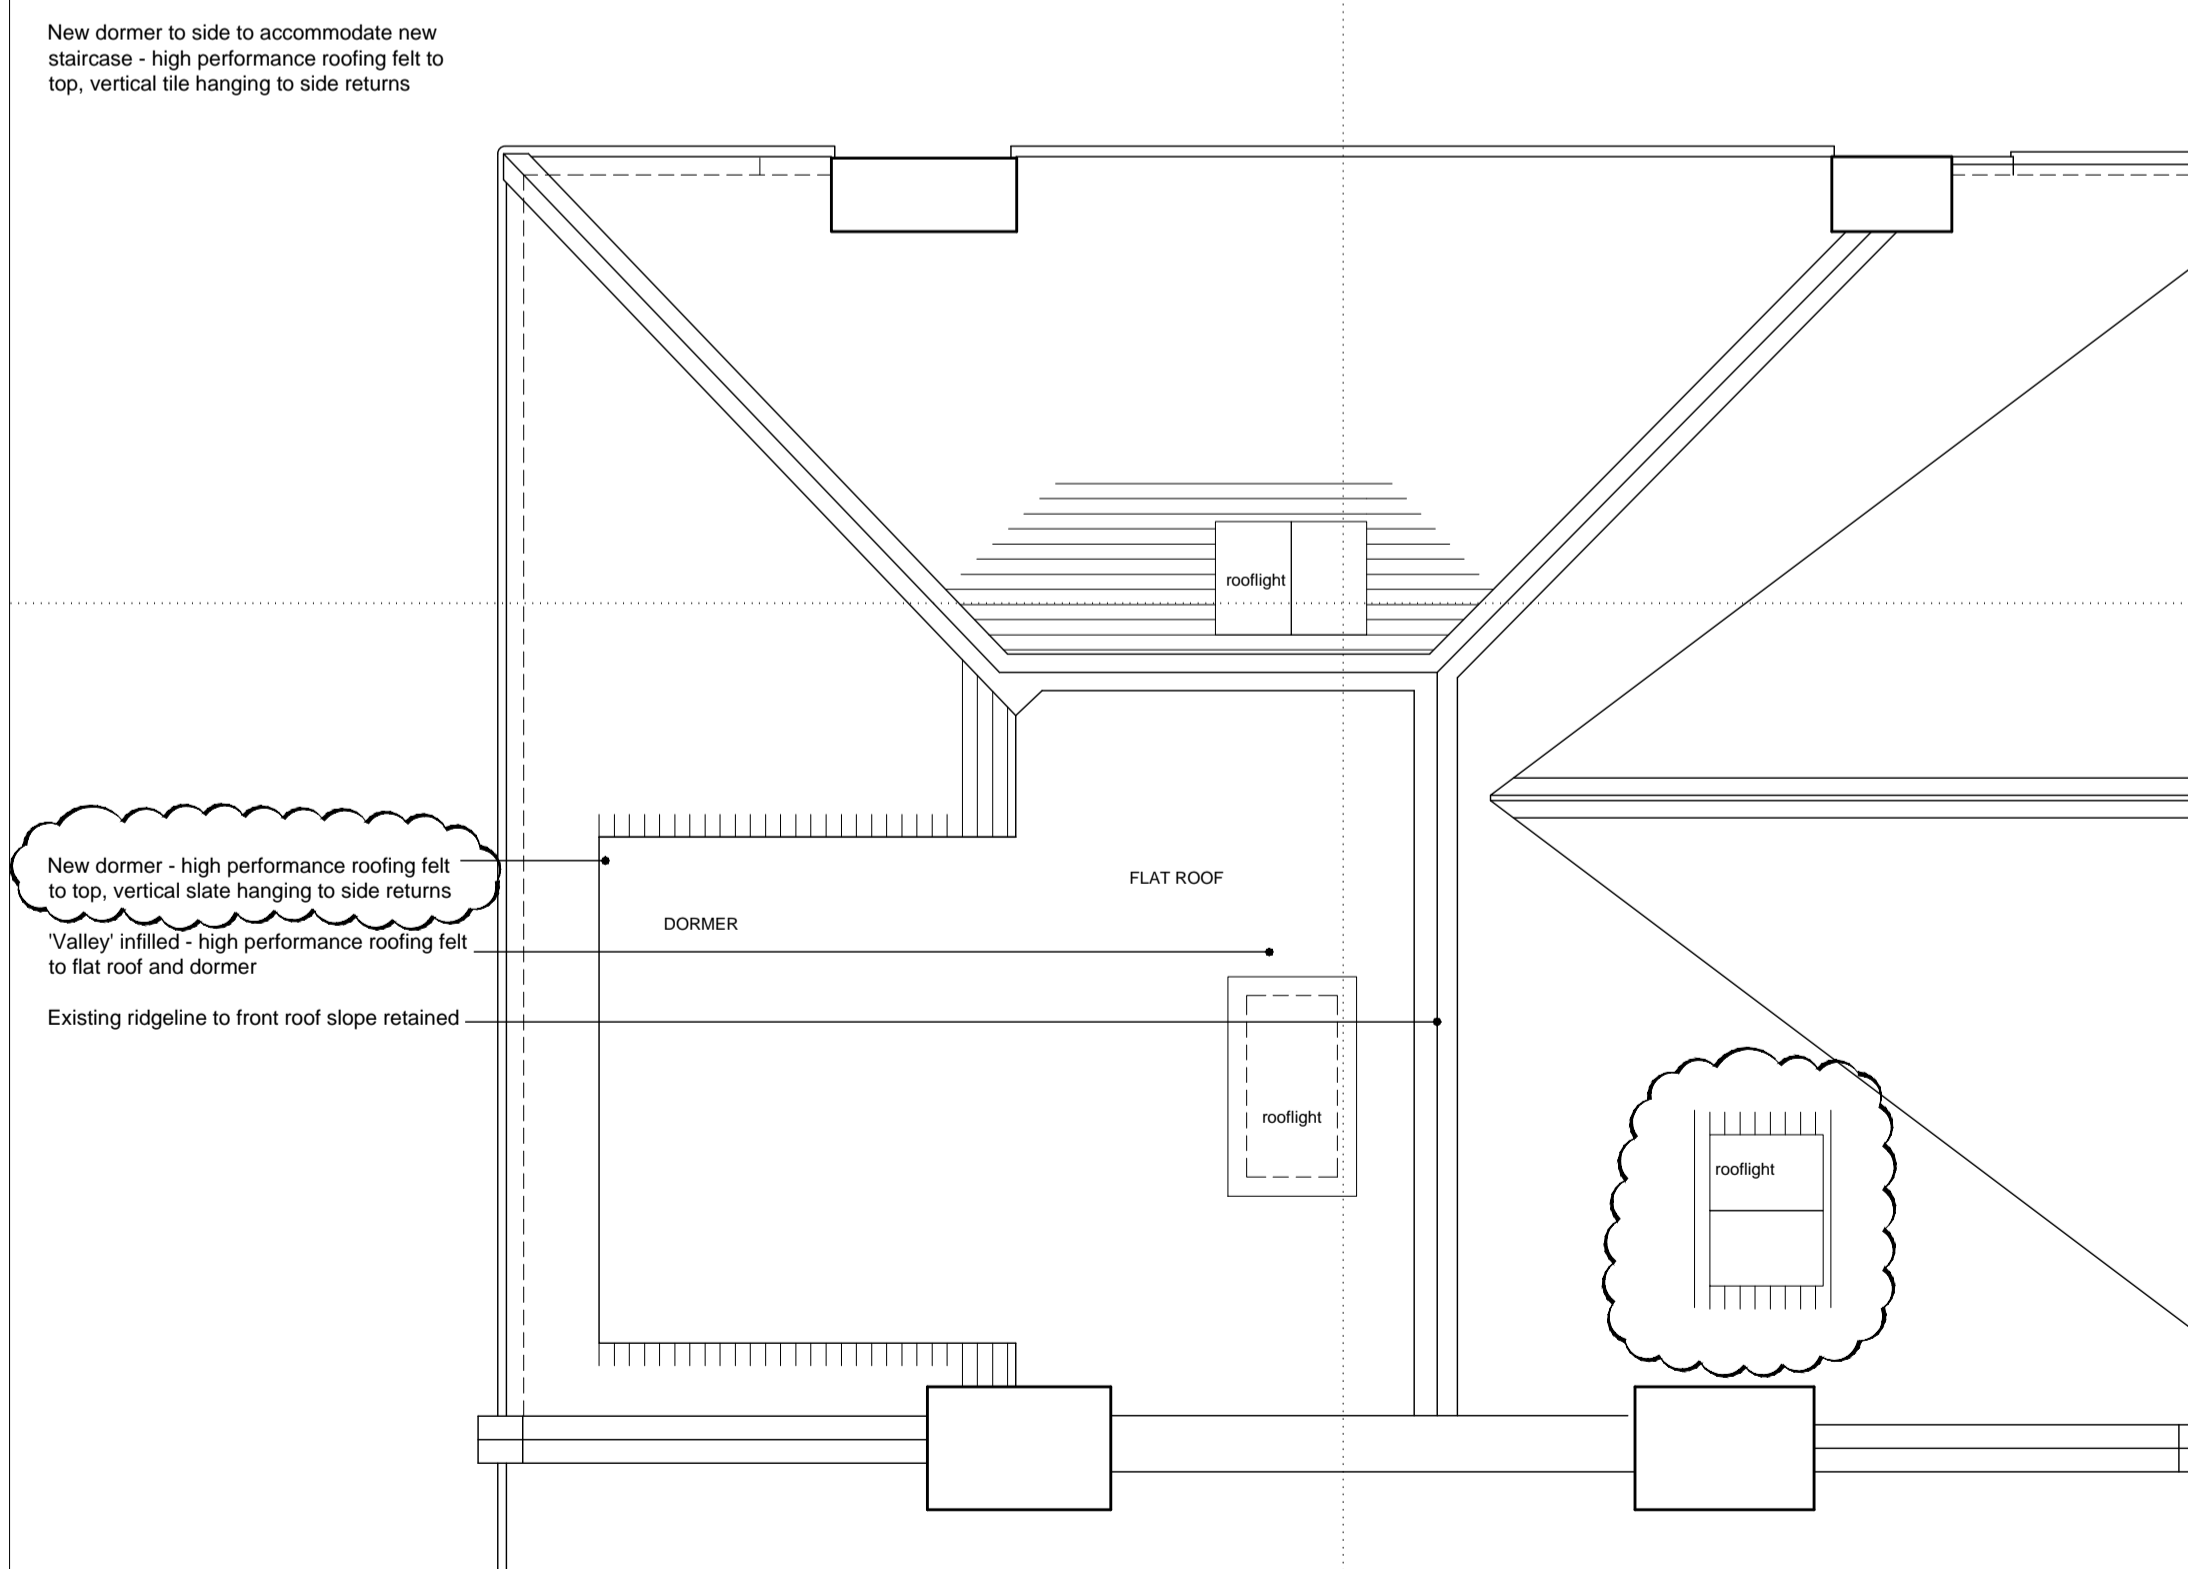 New dormer to side to accommodate new
staircase - high performance roofing felt to
top, vertical tile hanging to side returns
rooflight
New dormer - high performance roofing felt
to top, vertical slate hanging to side returns
FLAT ROOF
DORMER
'Valley' infilled - high performance roofing felt
to flat roof and dormer
Existing ridgeline to front roof slope retained
rooflight
rooflight